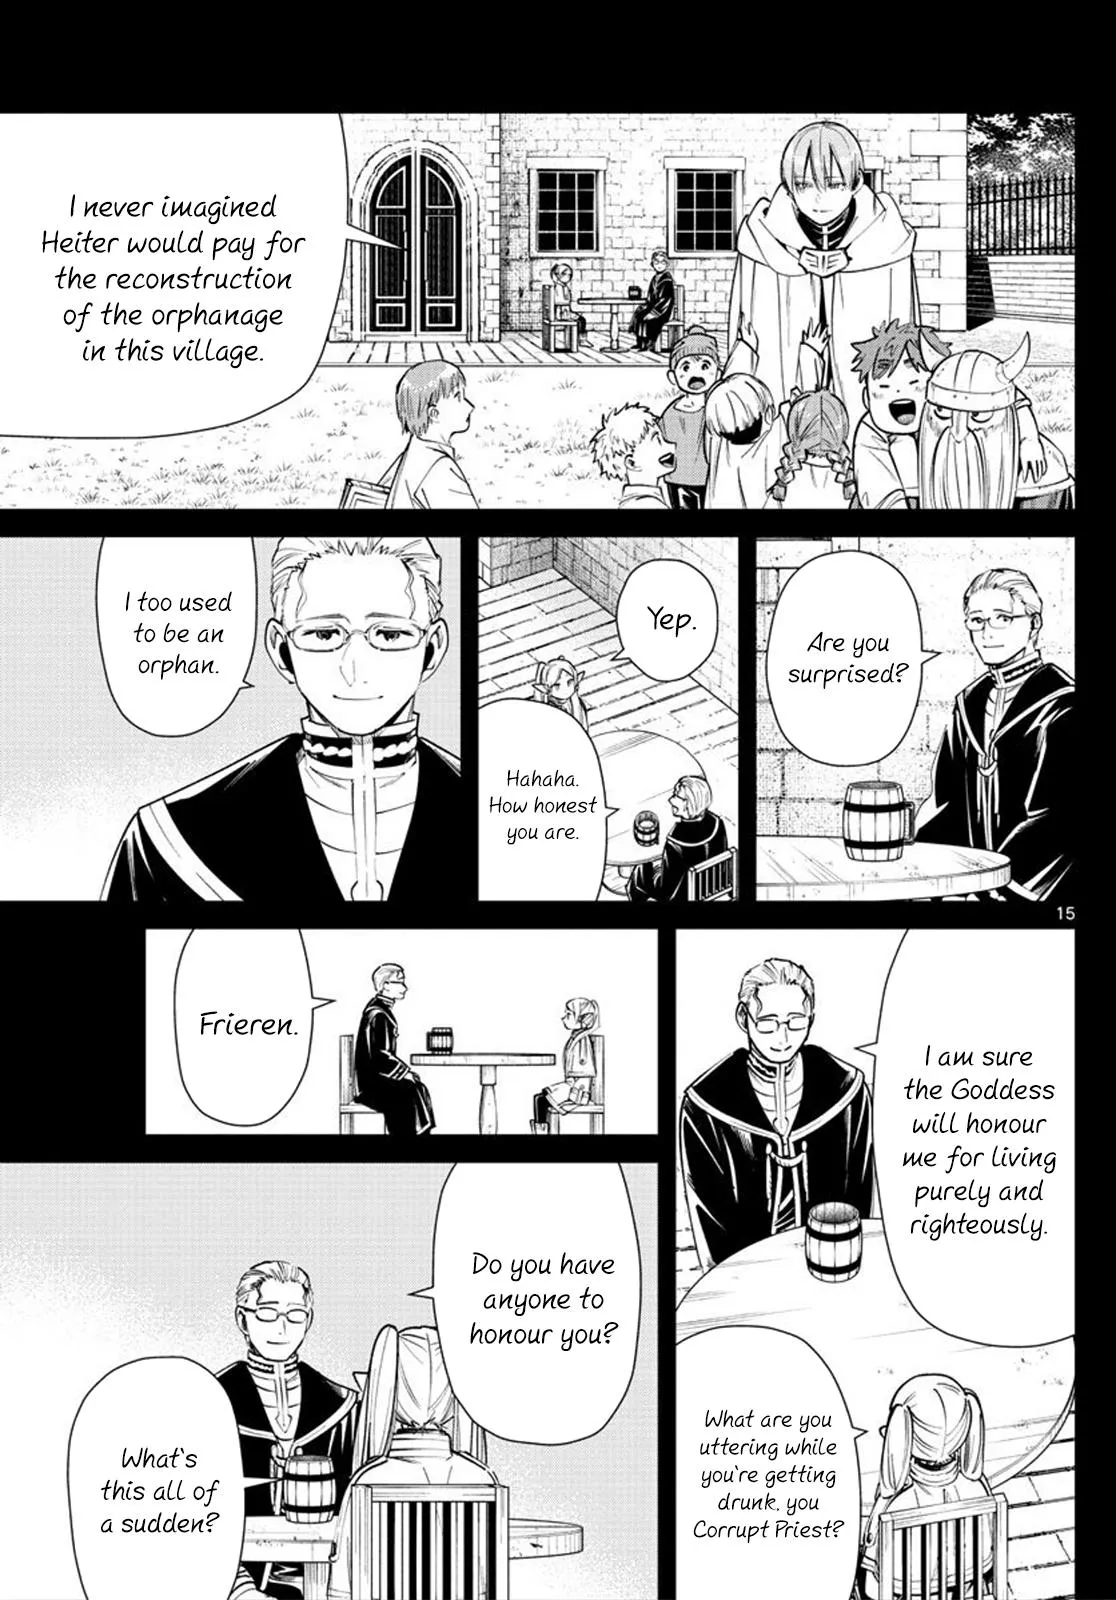 I never imagined
Heiter would pay for
the reconstruction
of the orphanage
in this village.
Are you
surprised?
Yep.
Hahaha.
How honest
you are.
I too used
to be an
orphan.
15
I am sure
the Goddess
will honour
me for living
purely and
righteously.
What are you
uttering while
you're getting
drunk, you
Corrupt Priest?
Frieren.
Do you have
anyone to
honour you?
What's
this all of
a sudden?